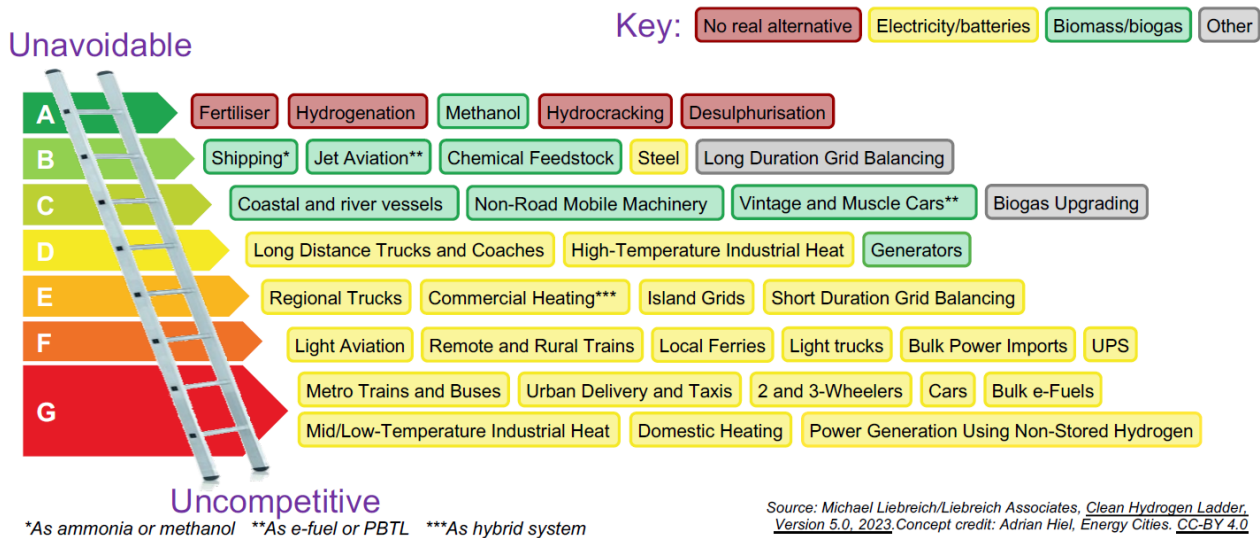 Key: No real alternative Electricity/batteries Biomass/biogas Other
Unavoidable
A Fertiliser Hydrogenation Methanol Hydrocracking Desulphurisation
B Shipping* Jet Aviation** Chemical Feedstock Steel Long Duration Grid Balancing
C Coastal and river vessels Non-Road Mobile Machinery Vintage and Muscle Cars** Biogas Upgrading
D Long Distance Trucks and Coaches High-Temperature Industrial Heat Generators
E Regional Trucks Commercial Heating*** Island Grids Short Duration Grid Balancing
F Light Aviation Remote and Rural Trains Local Ferries Light trucks Bulk Power Imports UPS
G Metro Trains and Buses Urban Delivery and Taxis 2 and 3-Wheelers Cars Bulk e-Fuels
Mid/Low-Temperature Industrial Heat Domestic Heating Power Generation Using Non-Stored Hydrogen
Uncompetitive
*As ammonia or methanol **As e-fuel or PBTL ***As hybrid system
Source: Michael Liebreich/Liebreich Associates, Clean Hydrogen Ladder,
Version 5.0, 2023.Concept credit: Adrian Hiel, Energy Cities. CC-BY 4.0